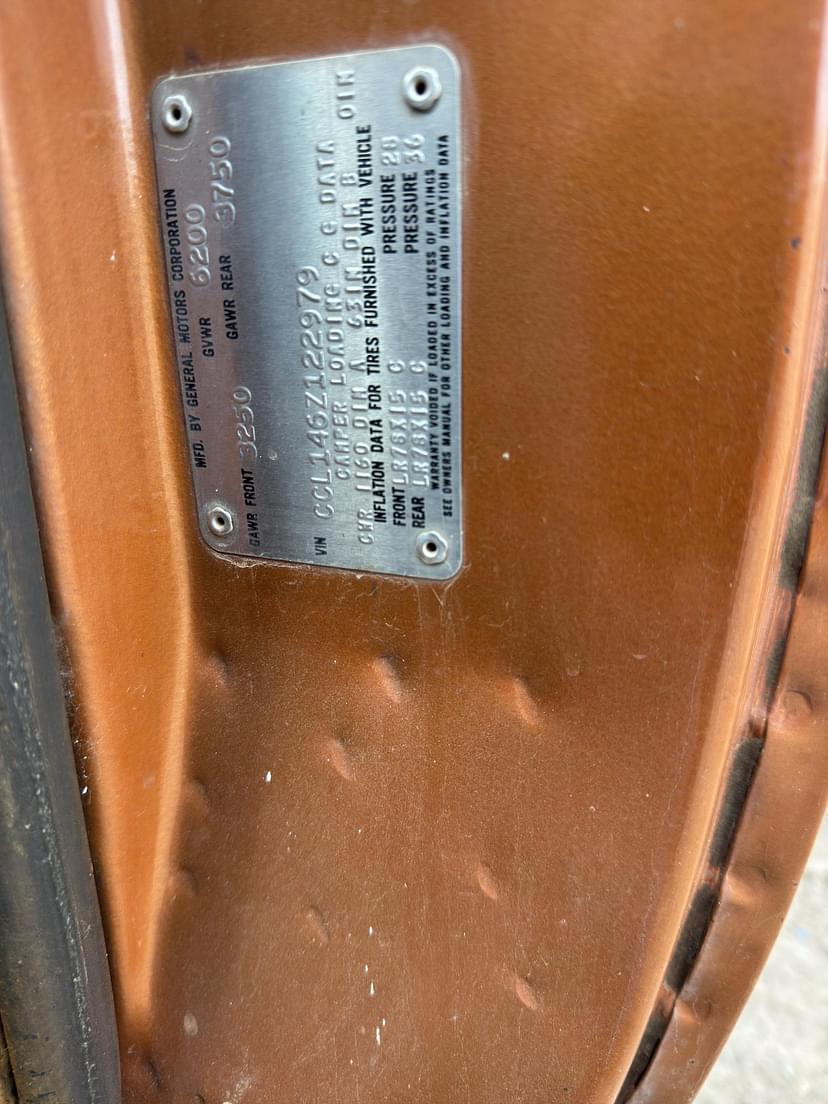 MFD. BY GENERAL MOTORS CORPORATION
GVWR 6200
GAWR FRONT 3250 GAWR REAR 3750
VIN CCL146Z122979
CAMPER LOADING C G DATA
CWR 1160 DIM A 63IN DIM B 0IN
INFLATION DATA FOR TIRES FURNISHED WITH VEHICLE
FRONT LR78X15 C PRESSURE 28
REAR LR78X15 C PRESSURE 36
WARRANTY VOIDED IF LOADED IN EXCESS OF RATINGS
SEE OWNERS MANUAL FOR OTHER LOADING AND INFLATION DATA